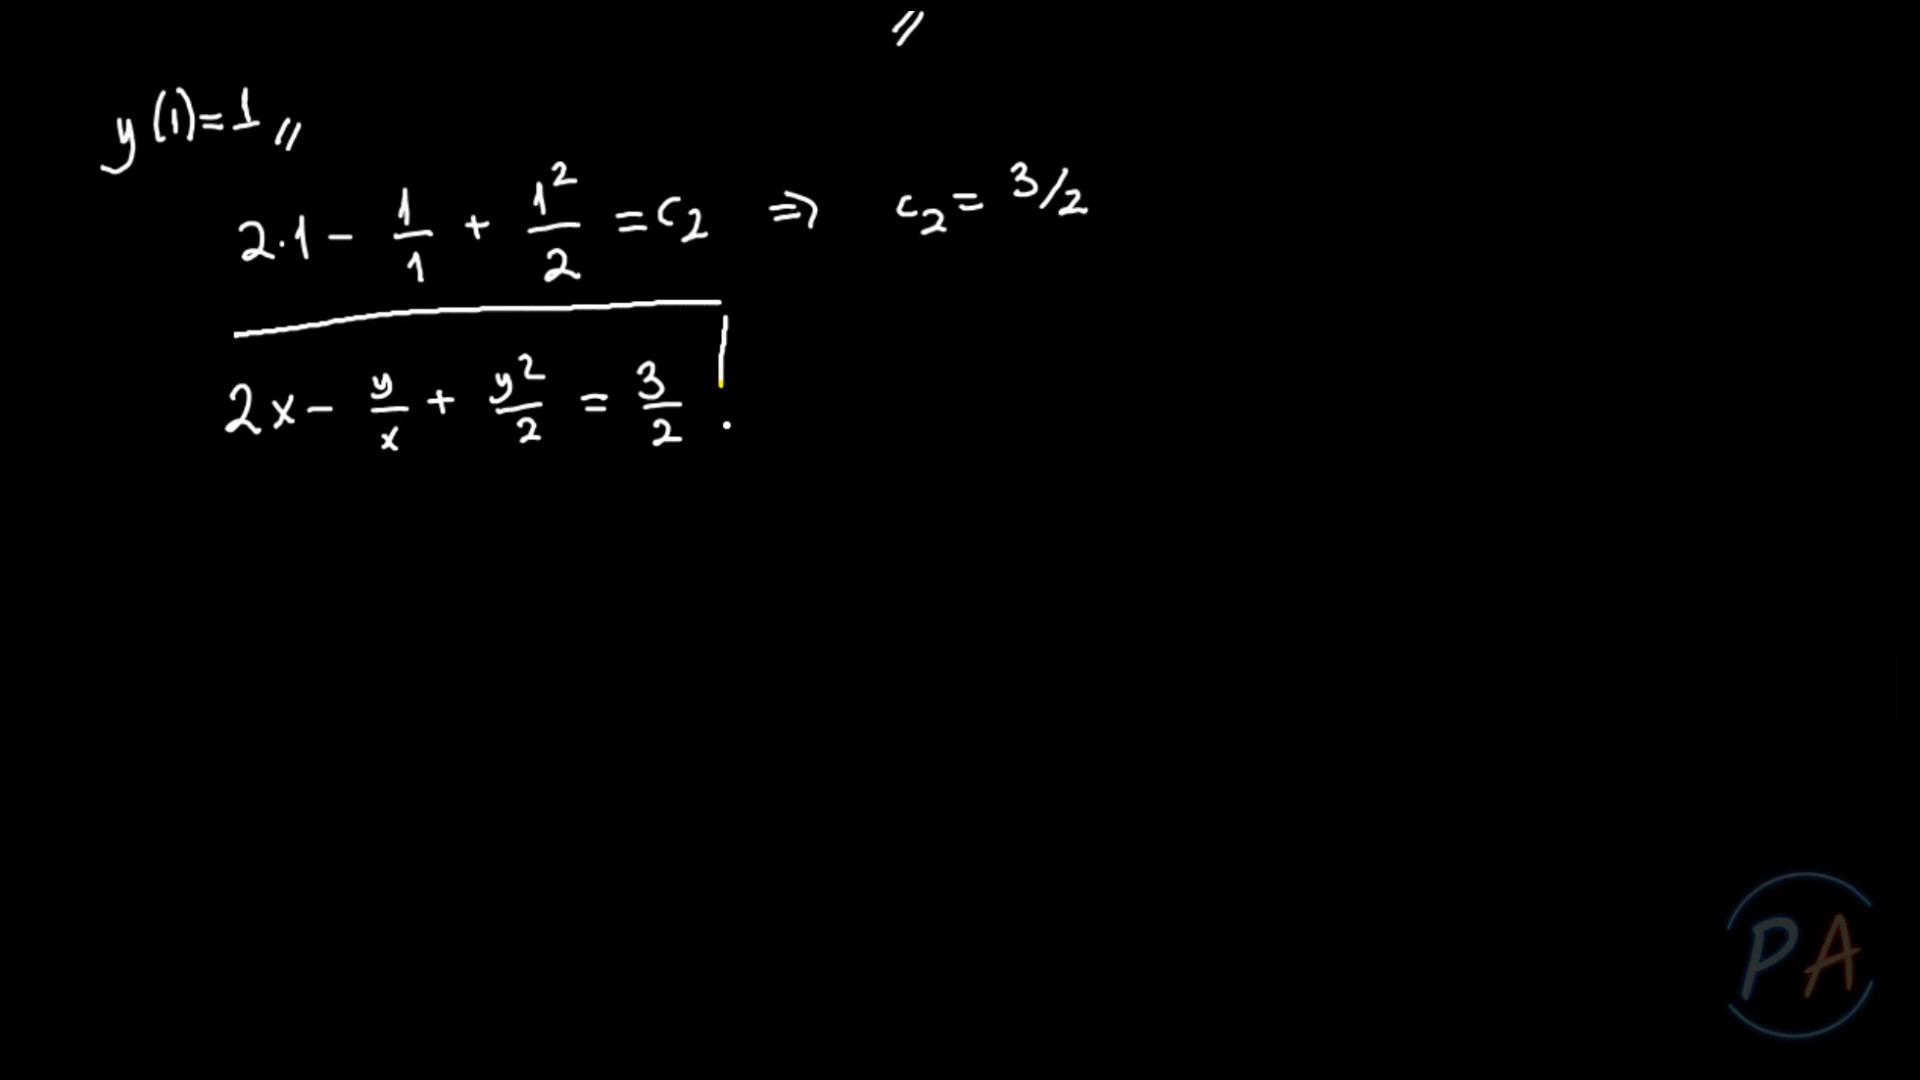 //
y(1)=1 //
2·1 - 1/1 + 1²/2 = c₂ ⇒ c₂ = 3/2
2x - y/x + y²/2 = 3/2 .
PA